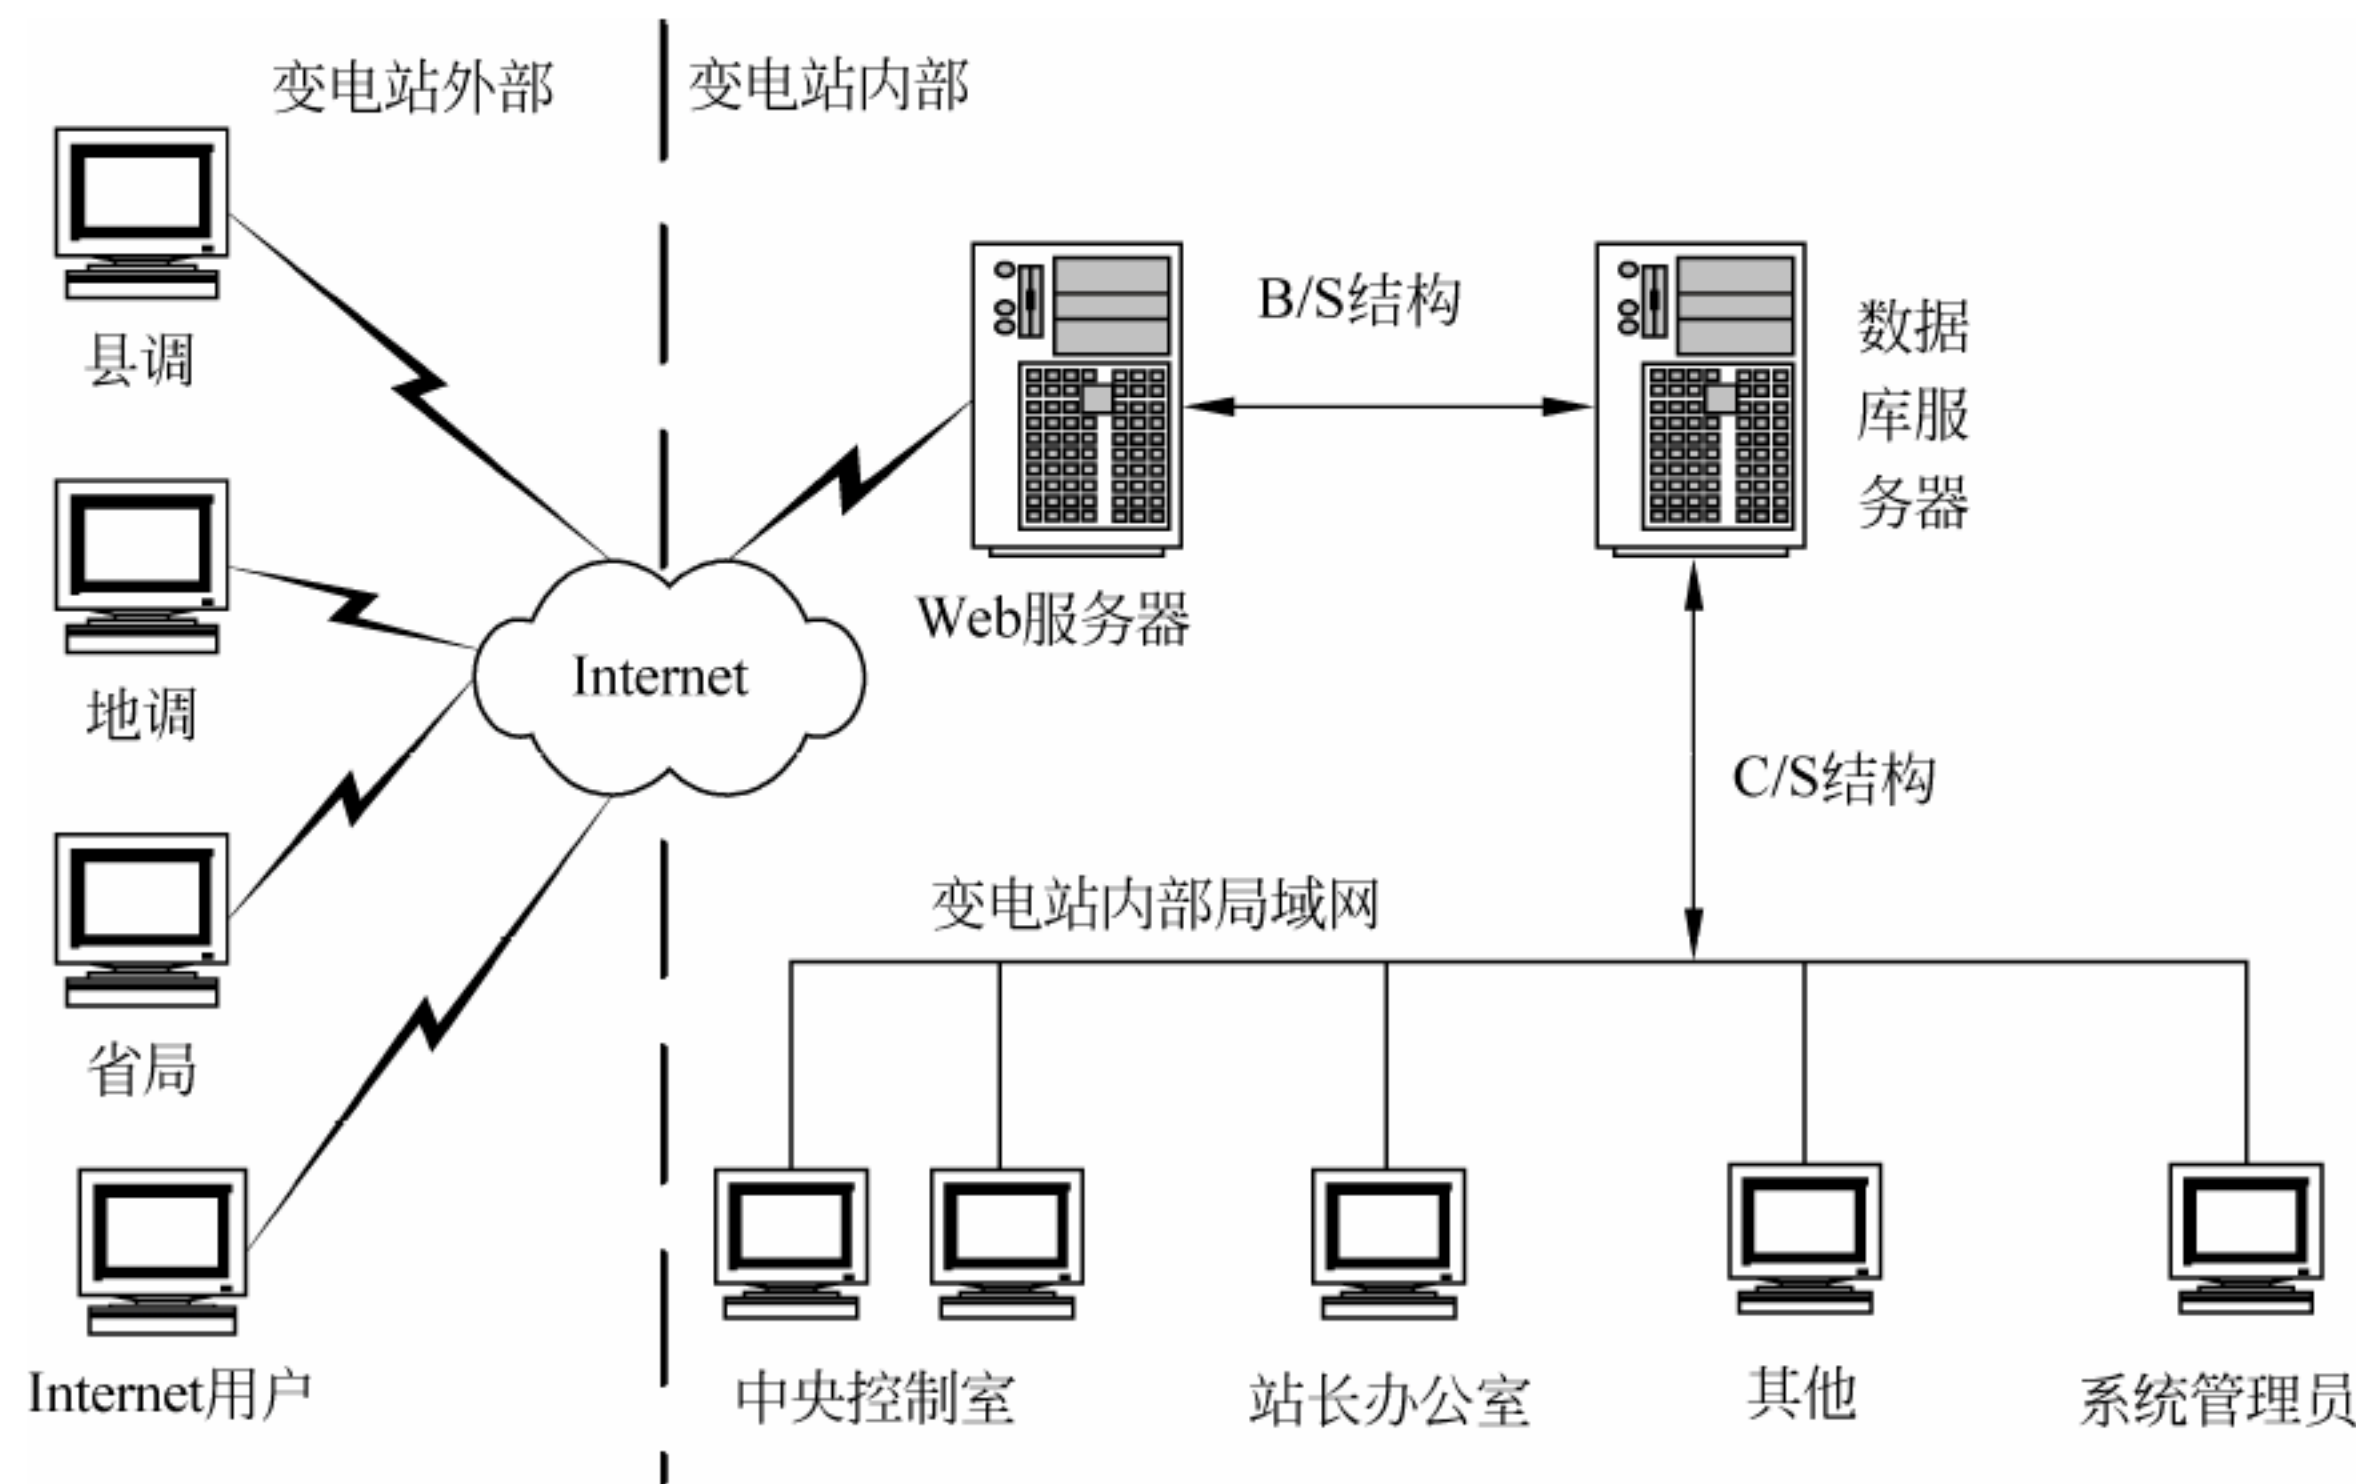 变电站外部
变电站内部
县调
B/S结构
数据
库服
务器
Web服务器
地调
Internet
C/S结构
变电站内部局域网
省局
Internet用户
中央控制室
站长办公室
其他
系统管理员